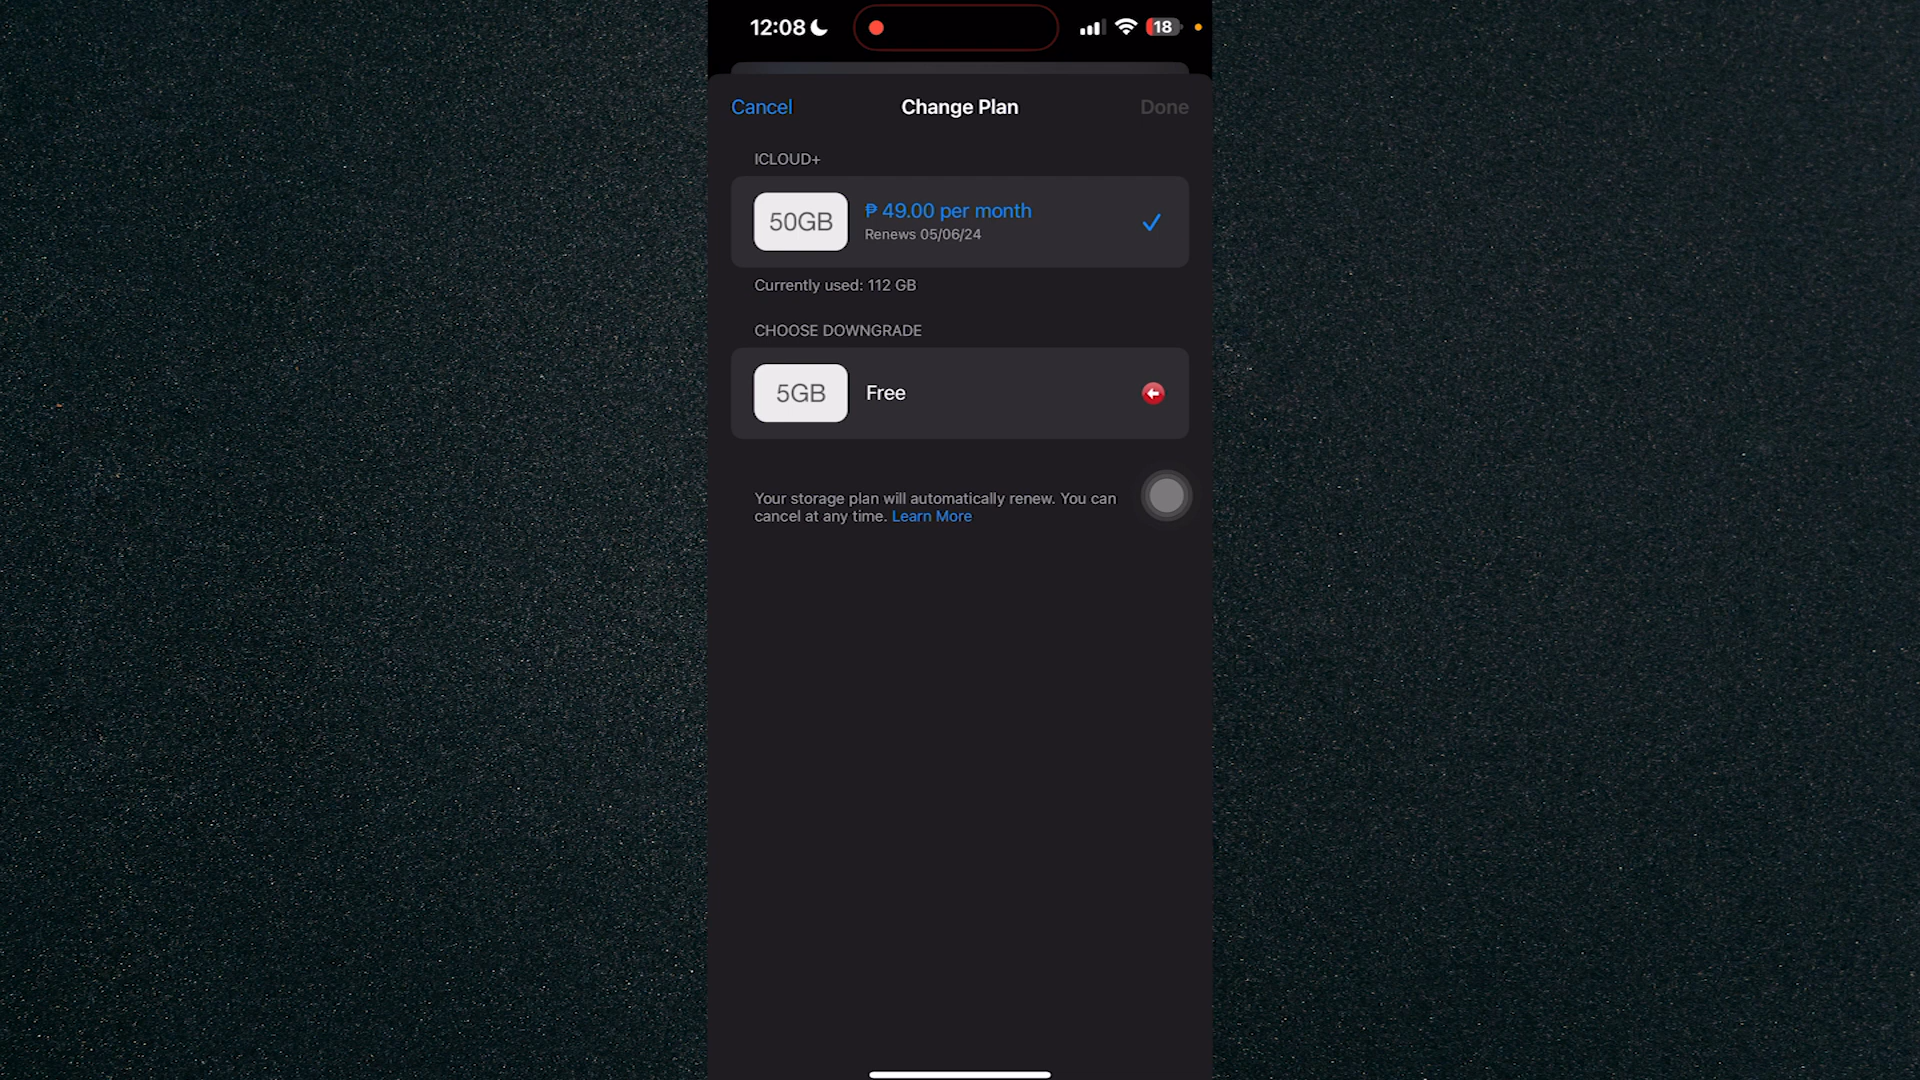 12:08
18
Cancel
Change Plan
Done
ICLOUD+
50GB
₱ 49.00 per month
Renews 05/06/24
Currently used: 112 GB
CHOOSE DOWNGRADE
5GB
Free
Your storage plan will automatically renew. You can
cancel at any time. Learn More